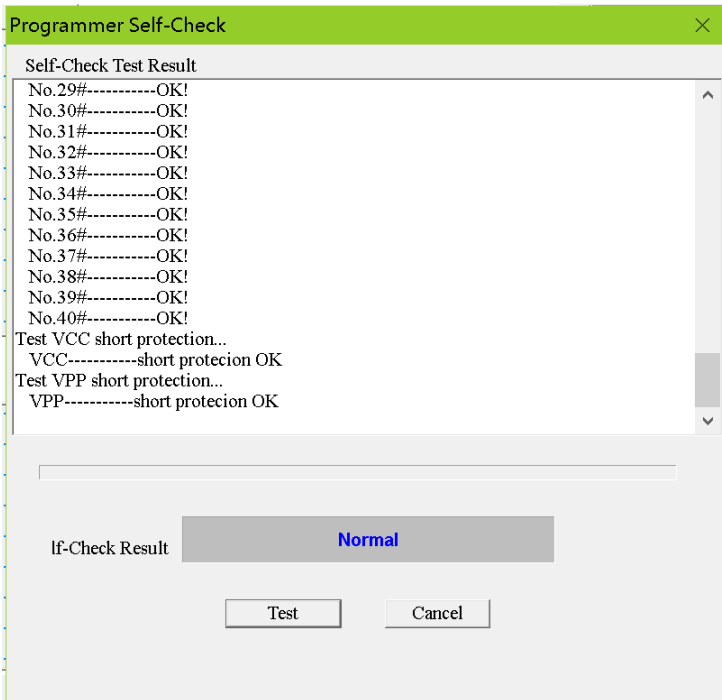 Programmer Self-Check
Self-Check Test Result
No.29#-----------OK!
No.30#-----------OK!
No.31#-----------OK!
No.32#-----------OK!
No.33#-----------OK!
No.34#-----------OK!
No.35#-----------OK!
No.36#-----------OK!
No.37#-----------OK!
No.38#-----------OK!
No.39#-----------OK!
No.40#-----------OK!
Test VCC short protection...
VCC-----------short protecion OK
Test VPP short protection...
VPP-----------short protecion OK
lf-Check Result
Normal
Test
Cancel